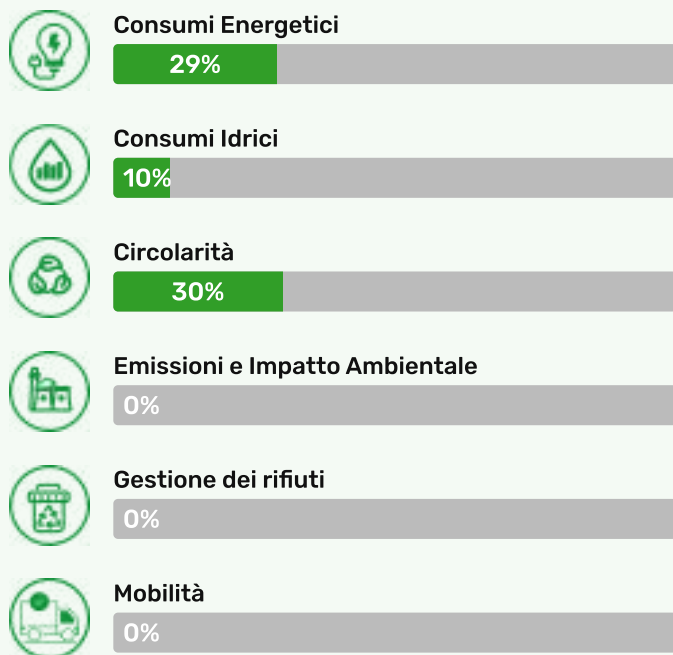 Consumi Energetici
29%
Consumi Idrici
10%
Circolarità
30%
Emissioni e Impatto Ambientale
0%
Gestione dei rifiuti
0%
Mobilità
0%